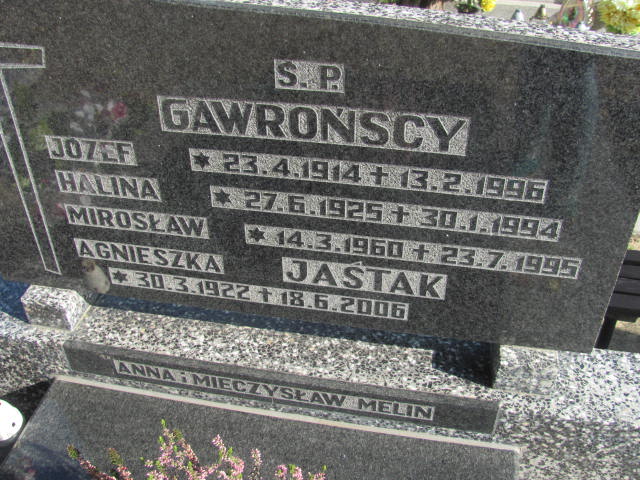 Ś.P.
GAWROŃSCY
JÓZEF ✶ 23.4.1914 + 13.2.1996
HALINA ✶ 27.6.1925 + 30.1.1994
MIROSŁAW ✶ 14.3.1960 + 23.7.1995
AGNIESZKA JAŚTAK
✶ 30.3.1922 + 18.6.2006
ANNA i MIECZYSŁAW MELIN